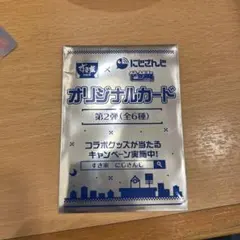 すき家
にじさんじ
オリジナルカード
第2弾(全6種)
コラボグッズが当たる
キャンペーン実施中!
すき家 にじさんじ